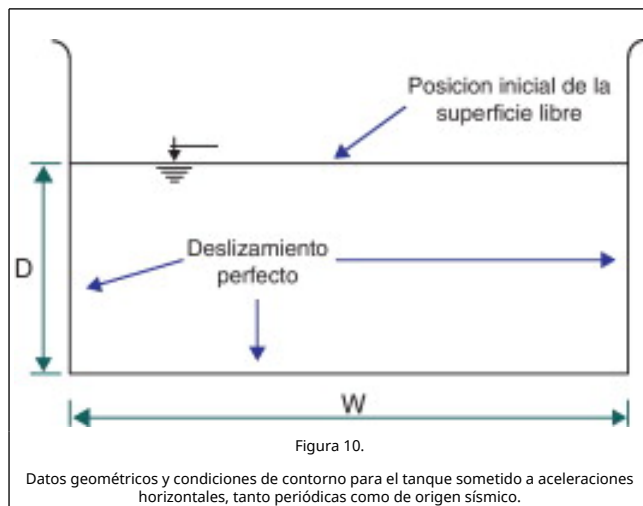 Posicion inicial de la
superficie libre
Deslizamiento
perfecto
D
W
Figura 10.
Datos geométricos y condiciones de contorno para el tanque sometido a aceleraciones
horizontales, tanto periódicas como de origen sísmico.